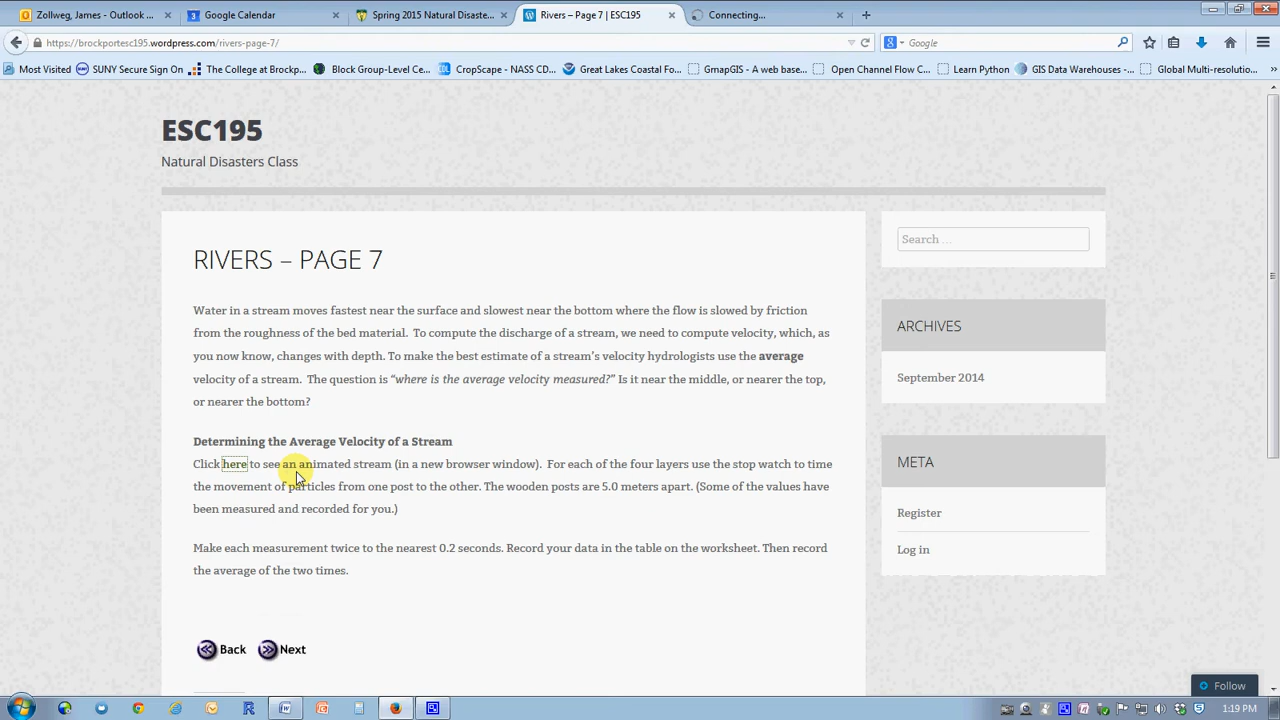 Zollweg, James - Outlook ...
Google Calendar
Spring 2015 Natural Disaste...
Rivers – Page 7 | ESC195
Connecting...
https://brockportesc195.wordpress.com/rivers-page-7/
Google
Most Visited
SUNY Secure Sign On
The College at Brockp...
Block Group-Level Ce...
CropScape - NASS CD...
Great Lakes Coastal Fo...
GmapGIS - A web base...
Open Channel Flow C...
Learn Python
GIS Data Warehouses -...
Global Multi-resolutio...
ESC195
Natural Disasters Class
RIVERS – PAGE 7
Water in a stream moves fastest near the surface and slowest near the bottom where the flow is slowed by friction
from the roughness of the bed material.  To compute the discharge of a stream, we need to compute velocity, which, as
you now know, changes with depth. To make the best estimate of a stream's velocity hydrologists use the average
velocity of a stream.  The question is "where is the average velocity measured?" Is it near the middle, or nearer the top,
or nearer the bottom?
Determining the Average Velocity of a Stream
Click here to see an animated stream (in a new browser window).  For each of the four layers use the stop watch to time
the movement of particles from one post to the other. The wooden posts are 5.0 meters apart. (Some of the values have
been measured and recorded for you.)
Make each measurement twice to the nearest 0.2 seconds. Record your data in the table on the worksheet. Then record
the average of the two times.
Back
Next
Search …
ARCHIVES
September 2014
META
Register
Log in
Follow
1:19 PM